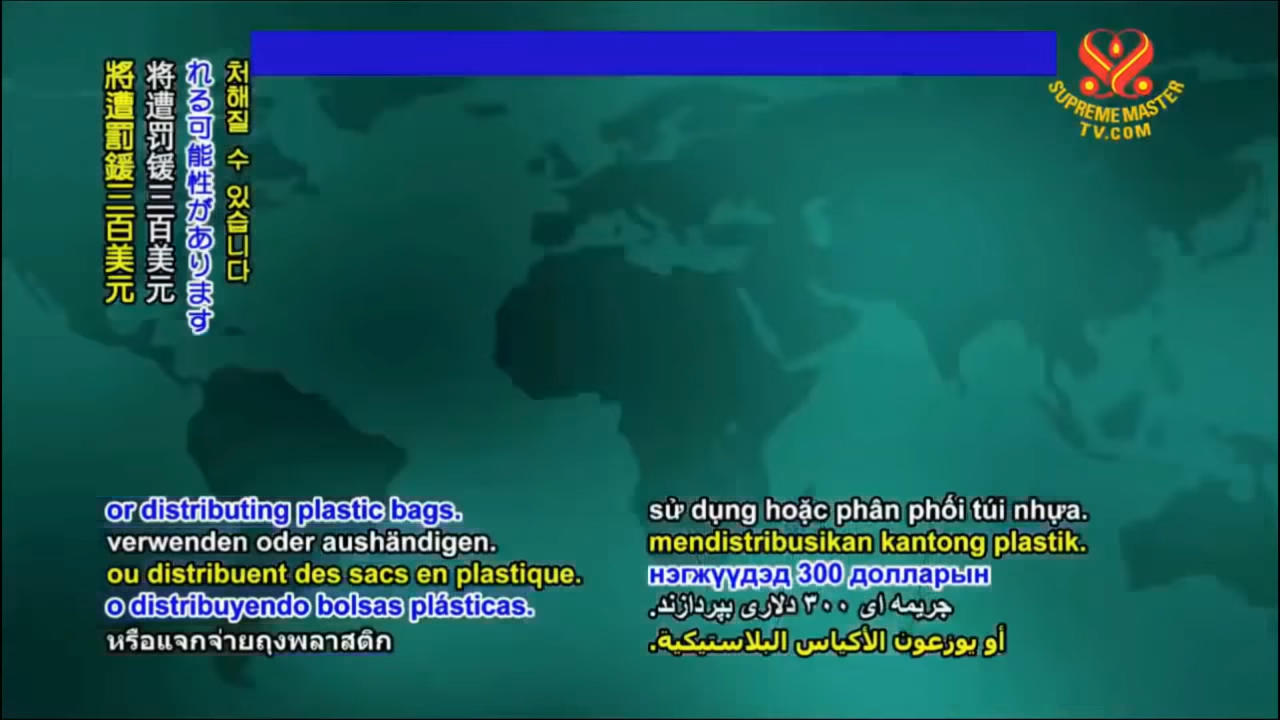 將遭罰鍰三百美元
将遭罚锾三百美元
れる可能性があります
처해질 수 있습니다
SUPREME MASTER
TV.COM
or distributing plastic bags.
verwenden oder aushändigen.
ou distribuent des sacs en plastique.
o distribuyendo bolsas plásticas.
หรือแจกจ่ายถุงพลาสติก
sử dụng hoặc phân phối túi nhựa.
mendistribusikan kantong plastik.
нэгжүүдэд 300 долларын
جریمه ای ۳۰۰ دلاری بپردازند.
أو يوزعون الأكياس البلاستيكية.